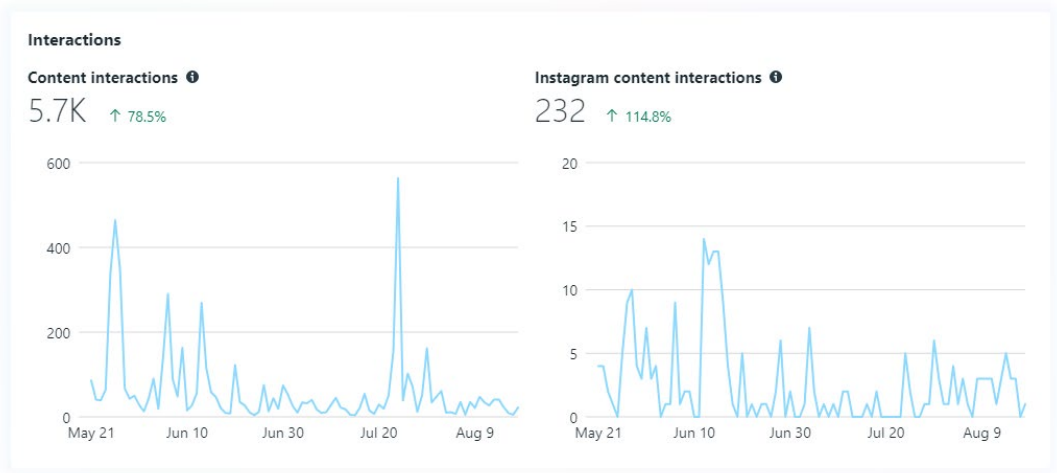 Interactions
Content interactions
5.7K ↑ 78.5%
600
400
200
0
May 21 Jun 10 Jun 30 Jul 20 Aug 9
Instagram content interactions
232 ↑ 114.8%
20
15
10
5
0
May 21 Jun 10 Jun 30 Jul 20 Aug 9